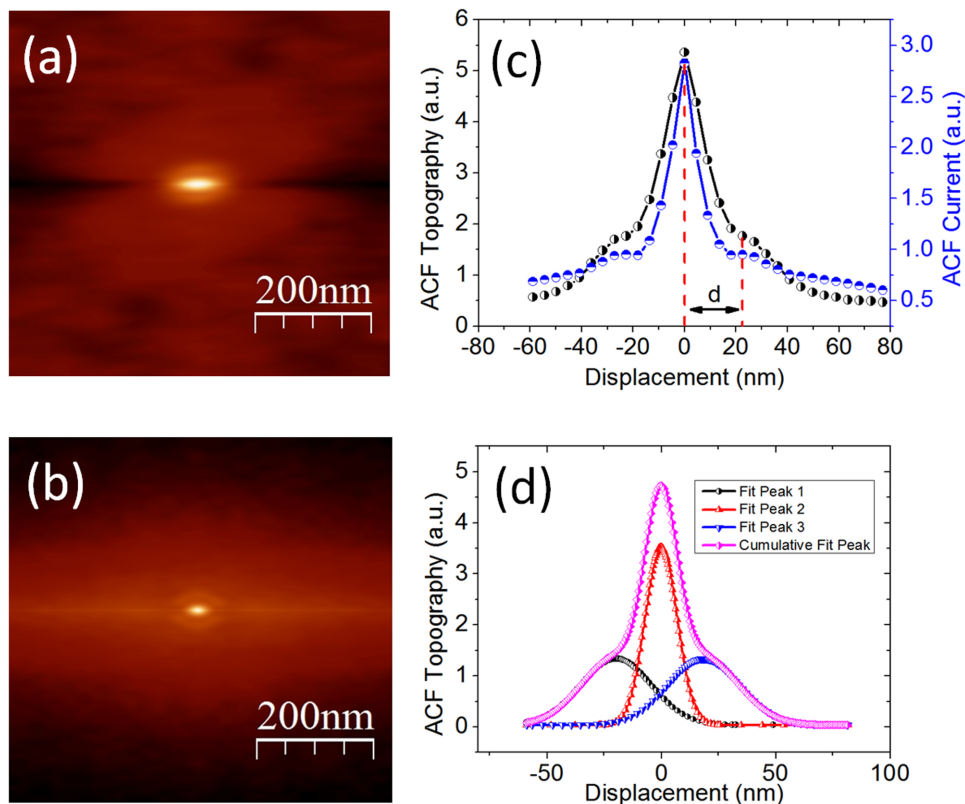 (a)
200nm
(b)
200nm
(c)
ACF Topography (a.u.)
6
5
4
3
2
1
0
3.0
2.5
2.0
1.5
1.0
0.5
ACF Current (a.u.)
d
-80 -60 -40 -20 0 20 40 60 80
Displacement (nm)
(d)
ACF Topography (a.u.)
5
4
3
2
1
0
Fit Peak 1
Fit Peak 2
Fit Peak 3
Cumulative Fit Peak
-50 0 50 100
Displacement (nm)